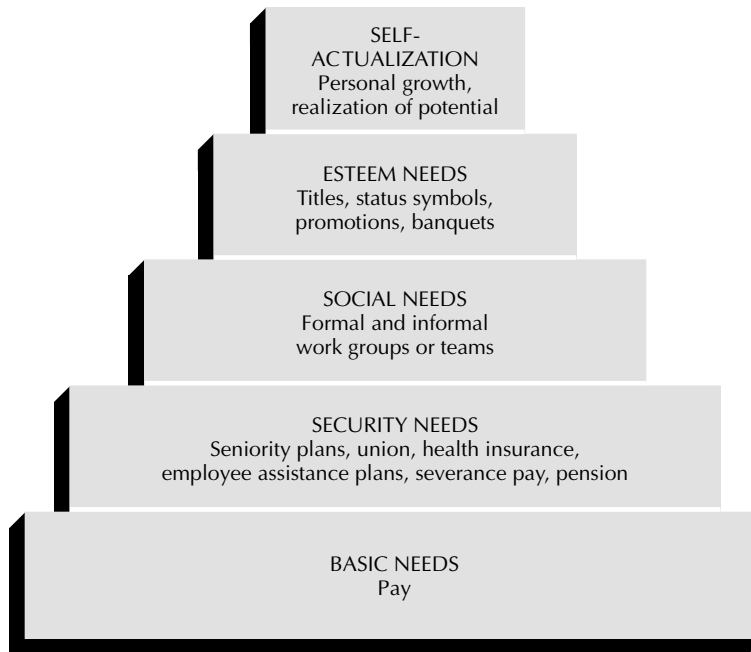 SELF-
ACTUALIZATION
Personal growth,
realization of potential
ESTEEM NEEDS
Titles, status symbols,
promotions, banquets
SOCIAL NEEDS
Formal and informal
work groups or teams
SECURITY NEEDS
Seniority plans, union, health insurance,
employee assistance plans, severance pay, pension
BASIC NEEDS
Pay